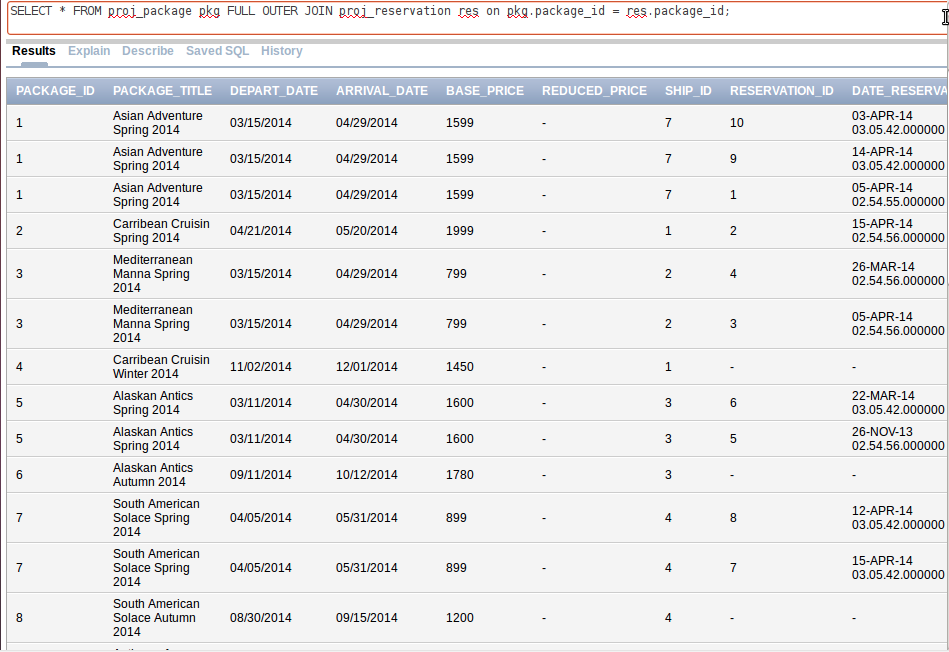 SELECT * FROM proj_package pkg FULL OUTER JOIN proj_reservation res on pkg.package_id = res.package_id;
Results Explain Describe Saved SQL History
PACKAGE_ID PACKAGE_TITLE DEPART_DATE ARRIVAL_DATE BASE_PRICE REDUCED_PRICE SHIP_ID RESERVATION_ID DATE_RESERVA
1 Asian Adventure Spring 2014 03/15/2014 04/29/2014 1599 - 7 10 03-APR-14 03.05.42.000000
1 Asian Adventure Spring 2014 03/15/2014 04/29/2014 1599 - 7 9 14-APR-14 03.05.42.000000
1 Asian Adventure Spring 2014 03/15/2014 04/29/2014 1599 - 7 1 05-APR-14 02.54.55.000000
2 Carribean Cruisin Spring 2014 04/21/2014 05/20/2014 1999 - 1 2 15-APR-14 02.54.56.000000
3 Mediterranean Manna Spring 2014 03/15/2014 04/29/2014 799 - 2 4 26-MAR-14 02.54.56.000000
3 Mediterranean Manna Spring 2014 03/15/2014 04/29/2014 799 - 2 3 05-APR-14 02.54.56.000000
4 Carribean Cruisin Winter 2014 11/02/2014 12/01/2014 1450 - 1 - -
5 Alaskan Antics Spring 2014 03/11/2014 04/30/2014 1600 - 3 6 22-MAR-14 03.05.42.000000
5 Alaskan Antics Spring 2014 03/11/2014 04/30/2014 1600 - 3 5 26-NOV-13 02.54.56.000000
6 Alaskan Antics Autumn 2014 09/11/2014 10/12/2014 1780 - 3 - -
7 South American Solace Spring 2014 04/05/2014 05/31/2014 899 - 4 8 12-APR-14 03.05.42.000000
7 South American Solace Spring 2014 04/05/2014 05/31/2014 899 - 4 7 15-APR-14 03.05.42.000000
8 South American Solace Autumn 2014 08/30/2014 09/15/2014 1200 - 4 - -